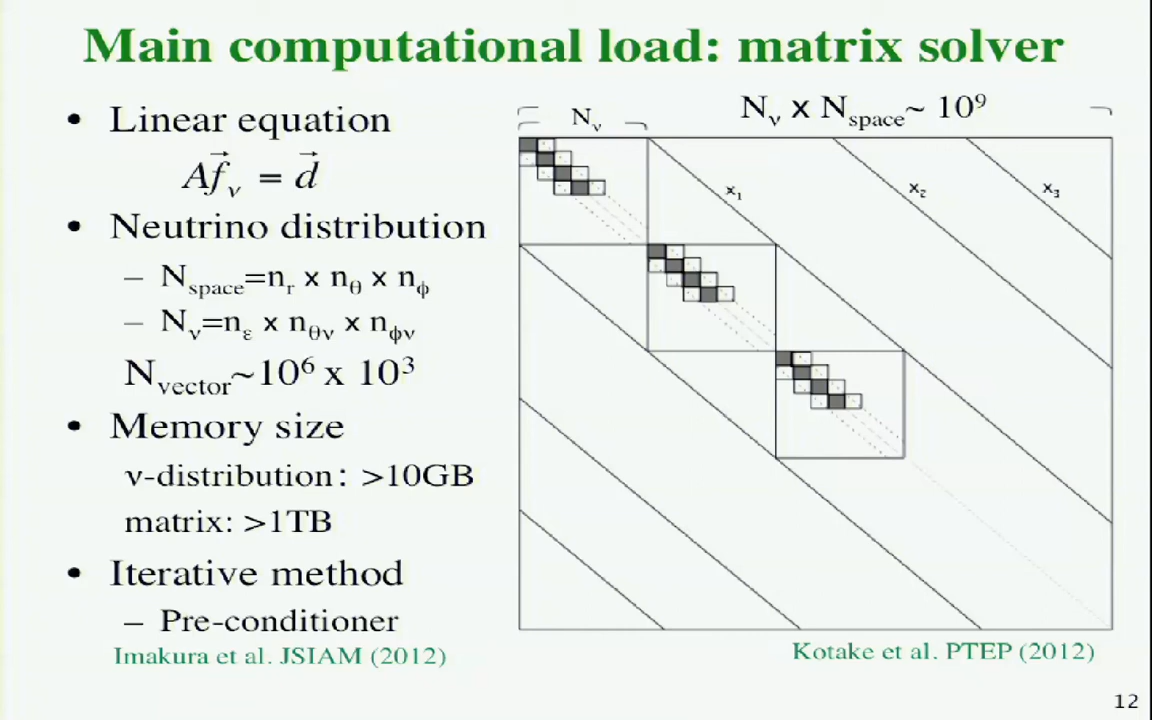 Main computational load: matrix solver
• Linear equation
Af⃗ν = d⃗
• Neutrino distribution
– Nspace=nr x nθ x nϕ
– Nν=nε x nθν x nϕν
Nvector~10⁶ x 10³
• Memory size
ν-distribution: >10GB
matrix: >1TB
• Iterative method
– Pre-conditioner
Imakura et al. JSIAM (2012)
Nν
Nν x Nspace~ 10⁹
x₁
x₂
x₃
Kotake et al. PTEP (2012)
12